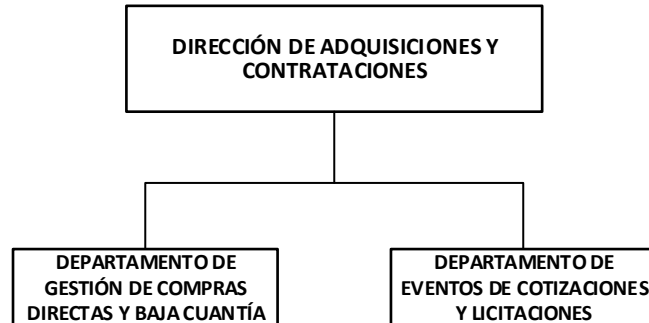 DIRECCIÓN DE ADQUISICIONES Y
CONTRATACIONES
DEPARTAMENTO DE
GESTIÓN DE COMPRAS
DIRECTAS Y BAJA CUANTÍA
DEPARTAMENTO DE
EVENTOS DE COTIZACIONES
Y LICITACIONES